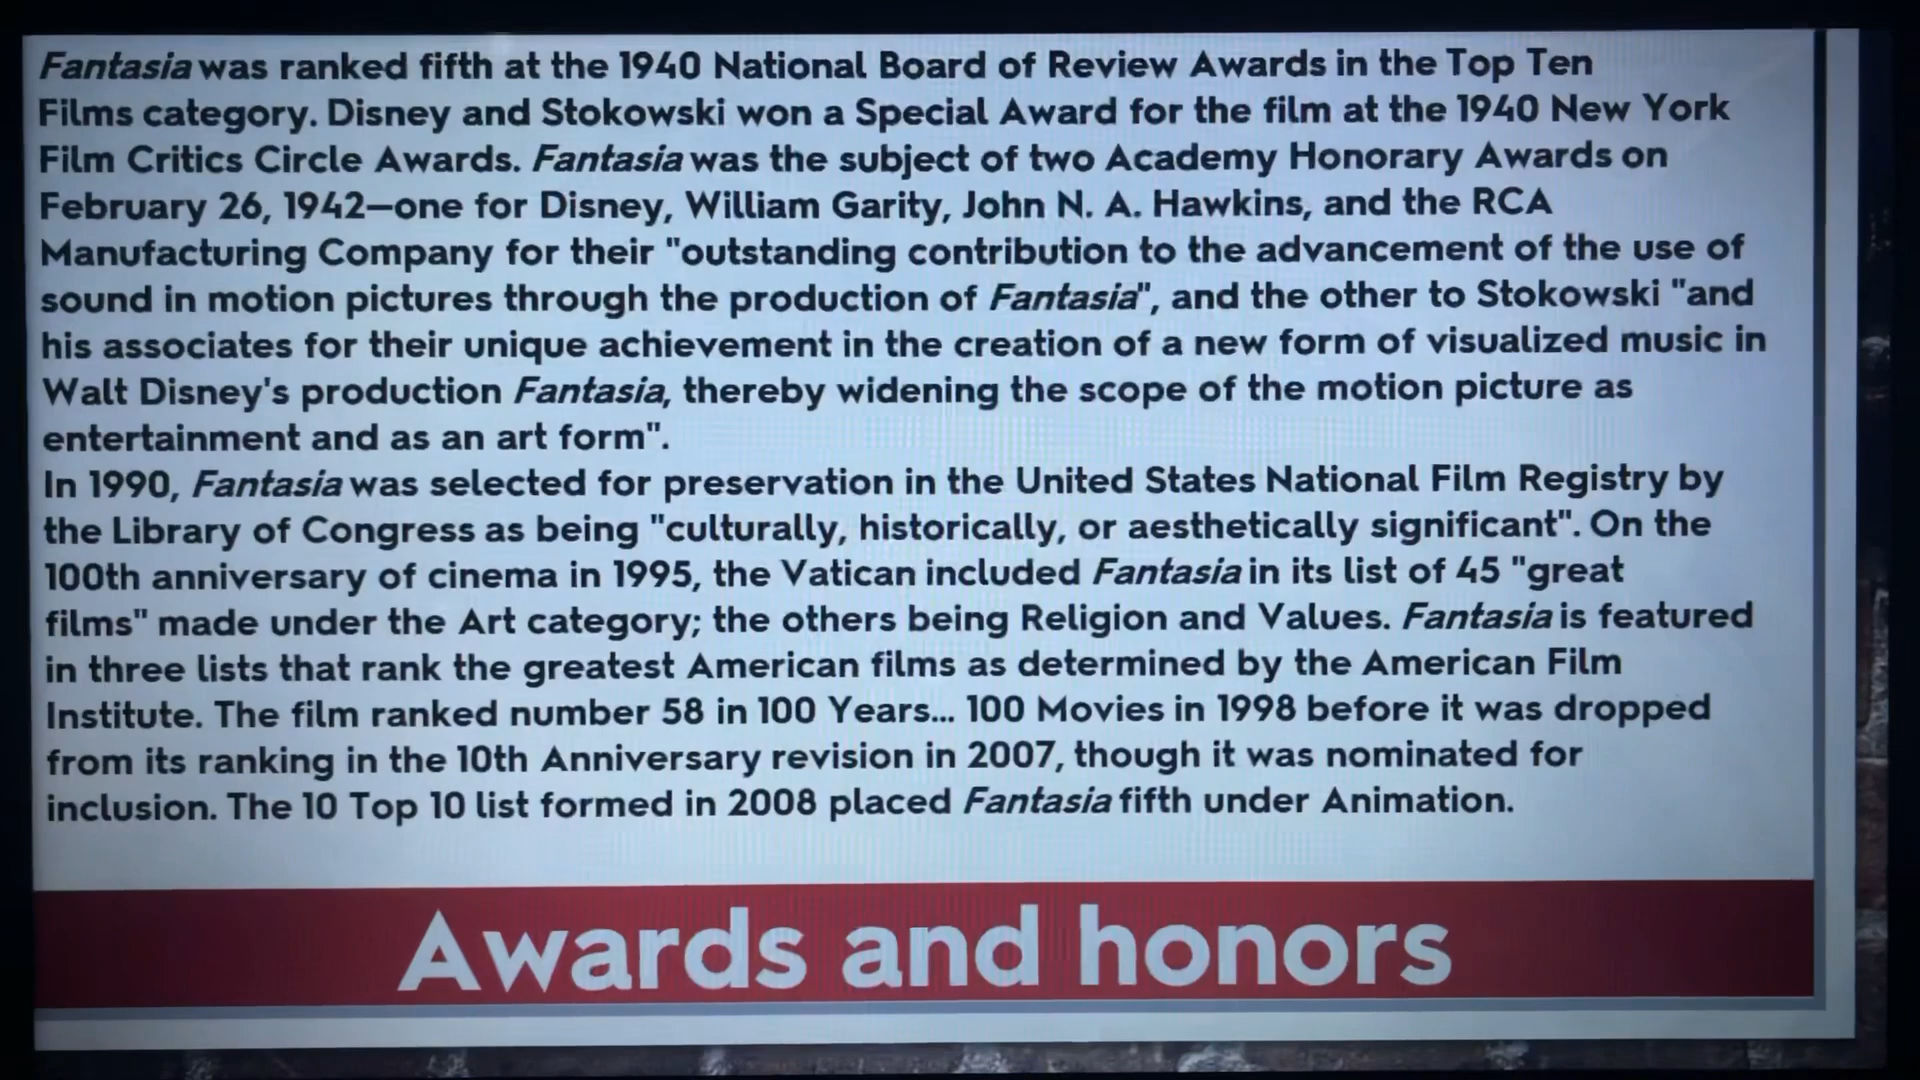 Fantasia was ranked fifth at the 1940 National Board of Review Awards in the Top Ten
Films category. Disney and Stokowski won a Special Award for the film at the 1940 New York
Film Critics Circle Awards. Fantasia was the subject of two Academy Honorary Awards on
February 26, 1942—one for Disney, William Garity, John N. A. Hawkins, and the RCA
Manufacturing Company for their "outstanding contribution to the advancement of the use of
sound in motion pictures through the production of Fantasia", and the other to Stokowski "and
his associates for their unique achievement in the creation of a new form of visualized music in
Walt Disney's production Fantasia, thereby widening the scope of the motion picture as
entertainment and as an art form".
In 1990, Fantasia was selected for preservation in the United States National Film Registry by
the Library of Congress as being "culturally, historically, or aesthetically significant". On the
100th anniversary of cinema in 1995, the Vatican included Fantasia in its list of 45 "great
films" made under the Art category; the others being Religion and Values. Fantasia is featured
in three lists that rank the greatest American films as determined by the American Film
Institute. The film ranked number 58 in 100 Years... 100 Movies in 1998 before it was dropped
from its ranking in the 10th Anniversary revision in 2007, though it was nominated for
inclusion. The 10 Top 10 list formed in 2008 placed Fantasia fifth under Animation.
Awards and honors